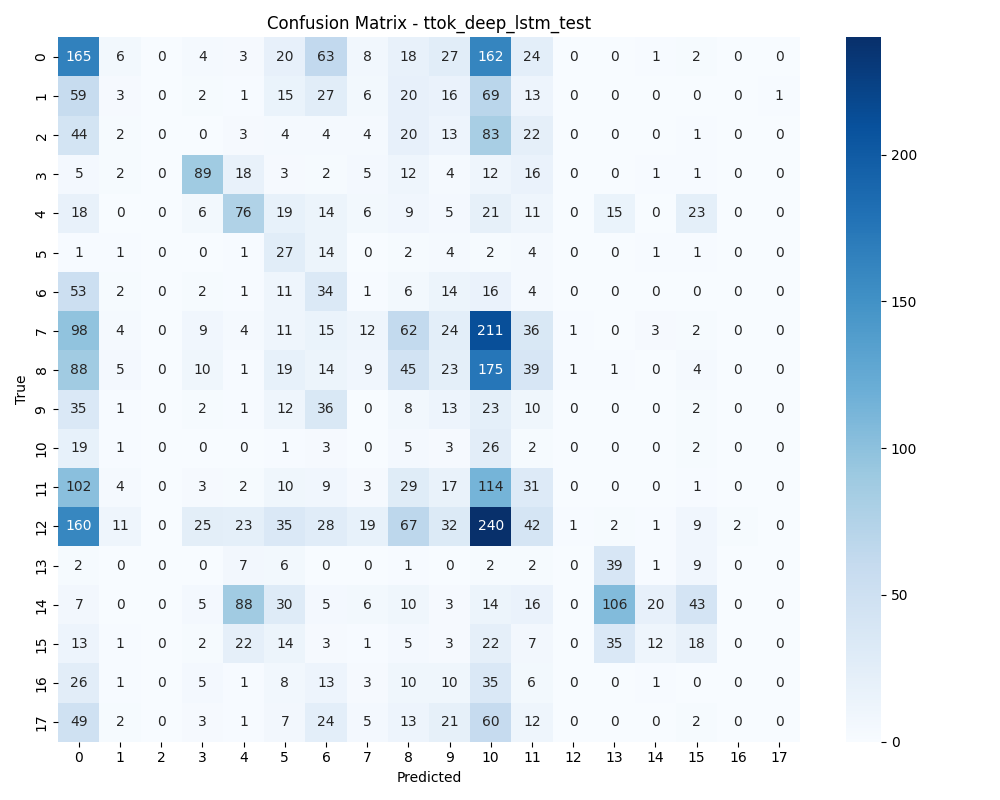 Confusion Matrix - ttok_deep_lstm_test
0 165 6 0 4 3 20 63 8 18 27 162 24 0 0 1 2 0 0
1 59 3 0 2 1 15 27 6 20 16 69 13 0 0 0 0 0 1
2 44 2 0 0 3 4 4 4 20 13 83 22 0 0 0 1 0 0
3 5 2 0 89 18 3 2 5 12 4 12 16 0 0 1 1 0 0
4 18 0 0 6 76 19 14 6 9 5 21 11 0 15 0 23 0 0
5 1 1 0 0 1 27 14 0 2 4 2 4 0 0 1 1 0 0
6 53 2 0 2 1 11 34 1 6 14 16 4 0 0 0 0 0 0
7 98 4 0 9 4 11 15 12 62 24 211 36 1 0 3 2 0 0
8 88 5 0 10 1 19 14 9 45 23 175 39 1 1 0 4 0 0
9 35 1 0 2 1 12 36 0 8 13 23 10 0 0 0 2 0 0
10 19 1 0 0 0 1 3 0 5 3 26 2 0 0 0 2 0 0
11 102 4 0 3 2 10 9 3 29 17 114 31 0 0 0 1 0 0
12 160 11 0 25 23 35 28 19 67 32 240 42 1 2 1 9 2 0
13 2 0 0 0 7 6 0 0 1 0 2 2 0 39 1 9 0 0
14 7 0 0 5 88 30 5 6 10 3 14 16 0 106 20 43 0 0
15 13 1 0 2 22 14 3 1 5 3 22 7 0 35 12 18 0 0
16 26 1 0 5 1 8 13 3 10 10 35 6 0 0 1 0 0 0
17 49 2 0 3 1 7 24 5 13 21 60 12 0 0 0 2 0 0
0 1 2 3 4 5 6 7 8 9 10 11 12 13 14 15 16 17
Predicted
True
200
150
100
50
0